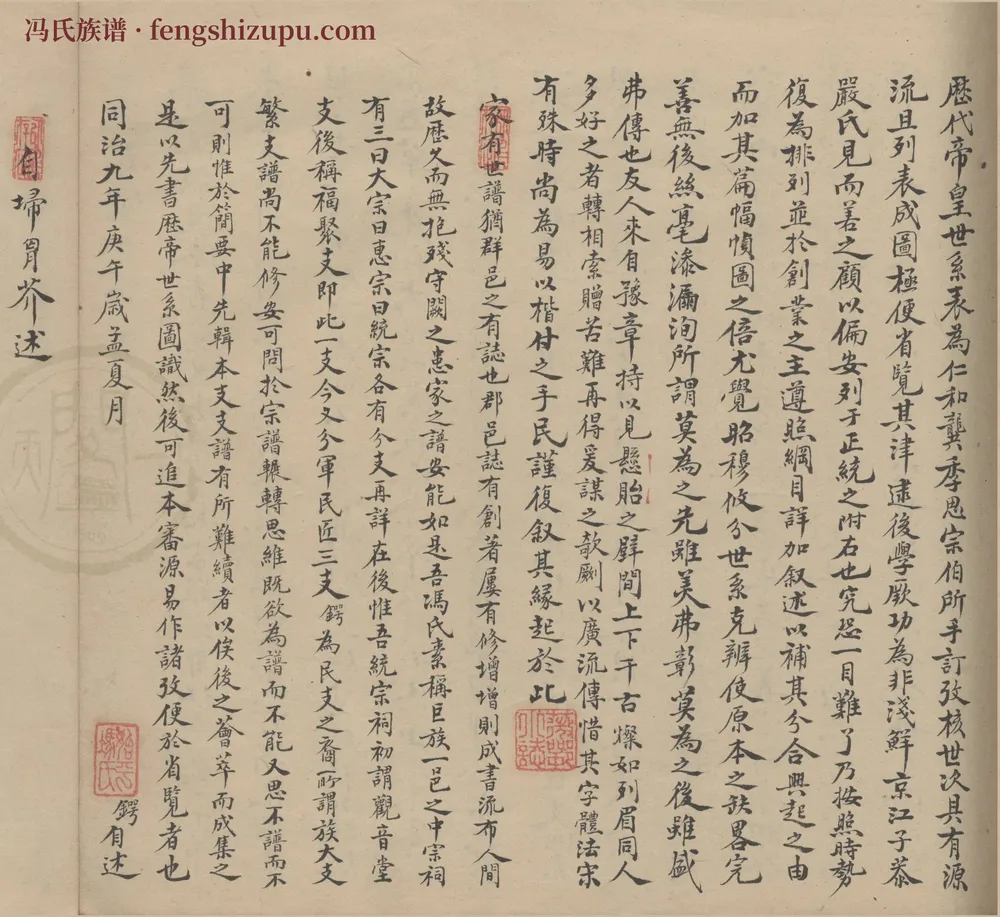 冯氏族谱 · fengshizupu.com
歷代帝皇世系表為仁和龔季思宗伯所手訂攷核世次具有源
流且列表成圖極便省覽其津逮後學厥功為非淺鮮京江子恭
嚴氏見而善之顧以偏安列于正統之附右也究恐一目難了乃按照時勢
復為排列並於創業之主遵照綱目詳加叙述以補其分合興起之由
而加其篇幅幀圖之倍尤覺昭穆攸分世系克辨使原本之缺畧完
善無後絲毫滲漏洵所謂莫為之先雖美弗彰莫為之後雖盛
弗傳也友人來自豫章持以見懸貽之壁間上下千古燦如列眉同人
多好之者轉相索贈苦難再得爰謀之欹劂以廣流傳惜其字體法宋
有殊時尚為易以楷付之手民謹復叙其緣起於此
家有世譜猶群邑之有誌也郡邑誌有創著屢有修增增則成書流布人間
故歷久而無抱殘守闕之患家之譜安能如是吾馮氏素稱巨族一邑之中宗祠
有三曰大宗曰惠宗曰統宗各有分支再詳在後惟吾統宗祠初謂觀音堂
支後稱福聚支即此一支今又分軍民匠三支鍔為民支之裔所謂族大支
繁支譜尚不能修安可問於宗譜輾轉思維既欲為譜而不能又思不譜而不
可則惟於簡要中先輯本支支譜有所難續者以俟後之薈萃而成集之
是以先書歷帝世系圖識然後可追本審源易作諸攷便於省覽者也
同治九年庚午歲孟夏月
鍔自述
自埽胷芥述